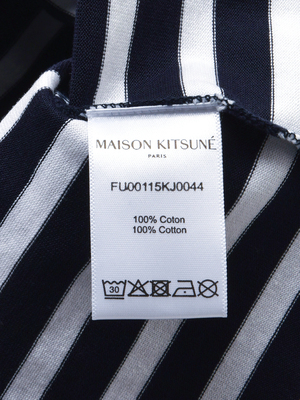 MAISON KITSUNÉ
PARIS
FU00115KJ0044
100% Coton
100% Cotton
30